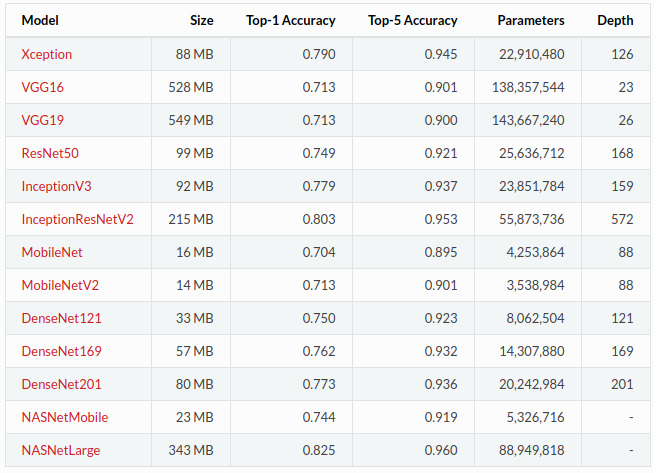 Model Size Top-1 Accuracy Top-5 Accuracy Parameters Depth
Xception 88 MB 0.790 0.945 22,910,480 126
VGG16 528 MB 0.713 0.901 138,357,544 23
VGG19 549 MB 0.713 0.900 143,667,240 26
ResNet50 99 MB 0.749 0.921 25,636,712 168
InceptionV3 92 MB 0.779 0.937 23,851,784 159
InceptionResNetV2 215 MB 0.803 0.953 55,873,736 572
MobileNet 16 MB 0.704 0.895 4,253,864 88
MobileNetV2 14 MB 0.713 0.901 3,538,984 88
DenseNet121 33 MB 0.750 0.923 8,062,504 121
DenseNet169 57 MB 0.762 0.932 14,307,880 169
DenseNet201 80 MB 0.773 0.936 20,242,984 201
NASNetMobile 23 MB 0.744 0.919 5,326,716 -
NASNetLarge 343 MB 0.825 0.960 88,949,818 -